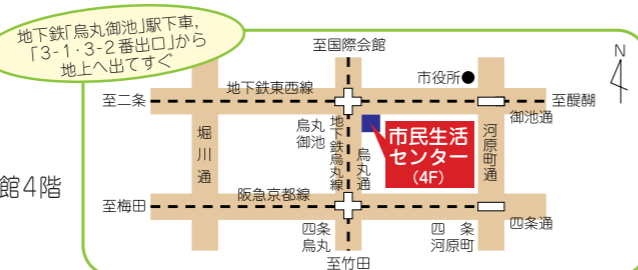 地下鉄「烏丸御池」駅下車，
「3-1・3-2番出口」から
地上へ出てすぐ
至国際会館
N
市役所●
地下鉄東西線
至二条
至醍醐
御池通
烏丸
御池
地下鉄烏丸線
烏丸通
市民生活
センター
（4F）
堀川通
河原町通
館4階
阪急京都線
至梅田
四条通
四条
烏丸
四条
河原町
至竹田